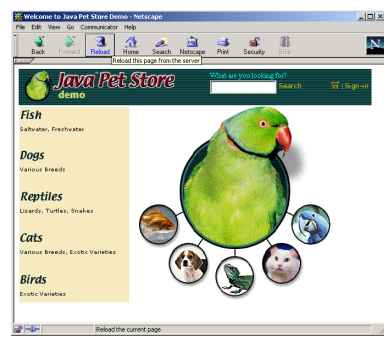 Welcome to Java Pet Store Demo - Netscape
File Edit View Go Communicator Help
Back Forward Reload Home Search Netscape Print Security Stop
N
Reload this page from the server
Java Pet Store
demo
What are you looking for?
Search
| Sign-in
Fish
Saltwater, Freshwater
Dogs
Various Breeds
Reptiles
Lizards, Turtles, Snakes
Cats
Various Breeds, Exotic Varieties
Birds
Exotic Varieties
Reload the current page